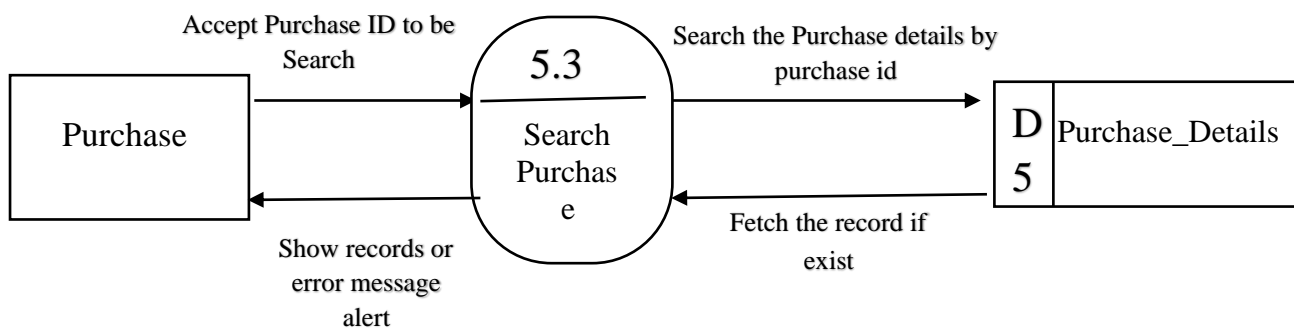 Accept Purchase ID to be
Search
5.3
Search the Purchase details by
purchase id
Purchase
Search
Purchas
e
D
5
Purchase_Details
Show records or
error message
alert
Fetch the record if
exist